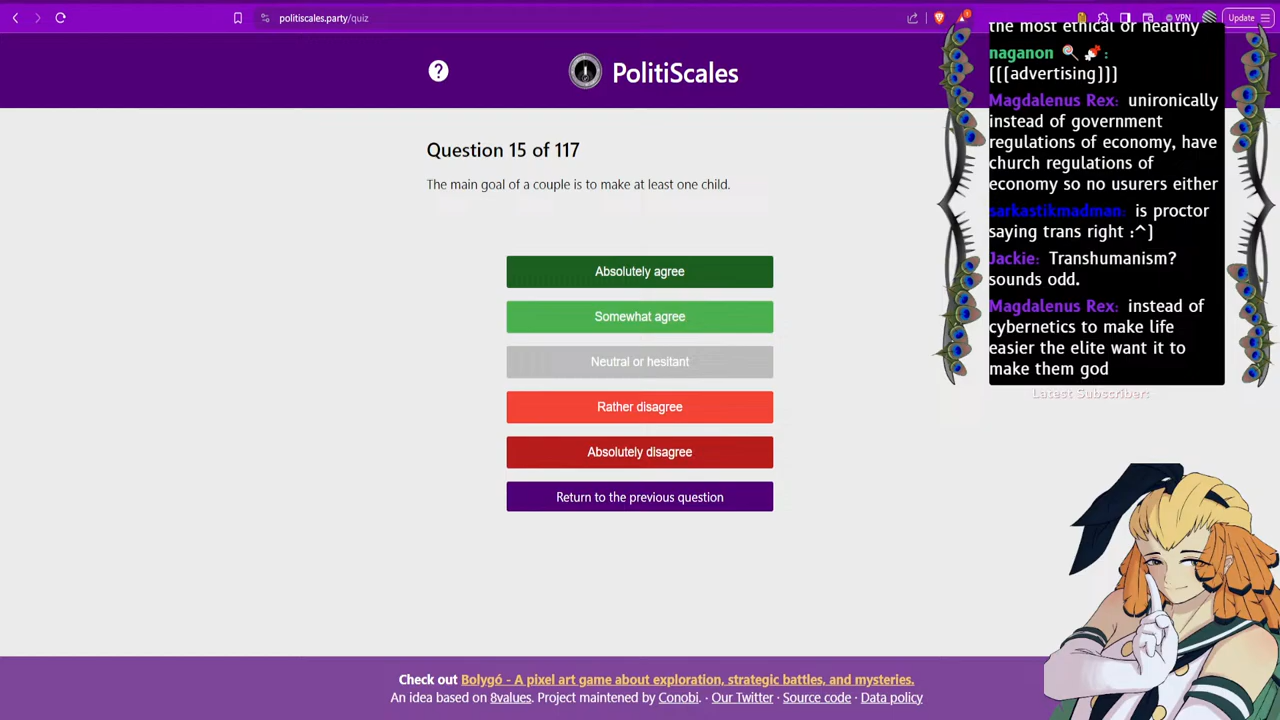 politiscales.party/quiz
VPN
Update
PolitiScales
Question 15 of 117
The main goal of a couple is to make at least one child.
Absolutely agree
Somewhat agree
Neutral or hesitant
Rather disagree
Absolutely disagree
Return to the previous question
the most ethical or healthy
naganon :
(((advertising)))
Magdalenus Rex: unironically
instead of government
regulations of economy, have
church regulations of
economy so no usurers either
sarkastikmadman: is proctor
saying trans right :^]
Jackie: Transhumanism?
sounds odd.
Magdalenus Rex: instead of
cybernetics to make life
easier the elite want it to
make them god
Latest Subscriber:
Check out Bolygó - A pixel art game about exploration, strategic battles, and mysteries.
An idea based on 8values. Project maintened by Conobi. · Our Twitter · Source code · Data policy